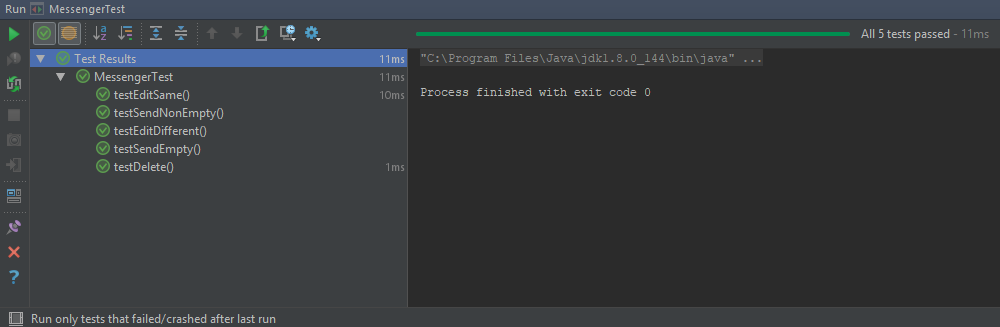 Run MessengerTest
All 5 tests passed - 11ms
Test Results 11ms
MessengerTest 11ms
testEditSame() 10ms
testSendNonEmpty()
testEditDifferent()
testSendEmpty()
testDelete() 1ms
"C:\Program Files\Java\jdk1.8.0_144\bin\java" ...
Process finished with exit code 0
Run only tests that failed/crashed after last run